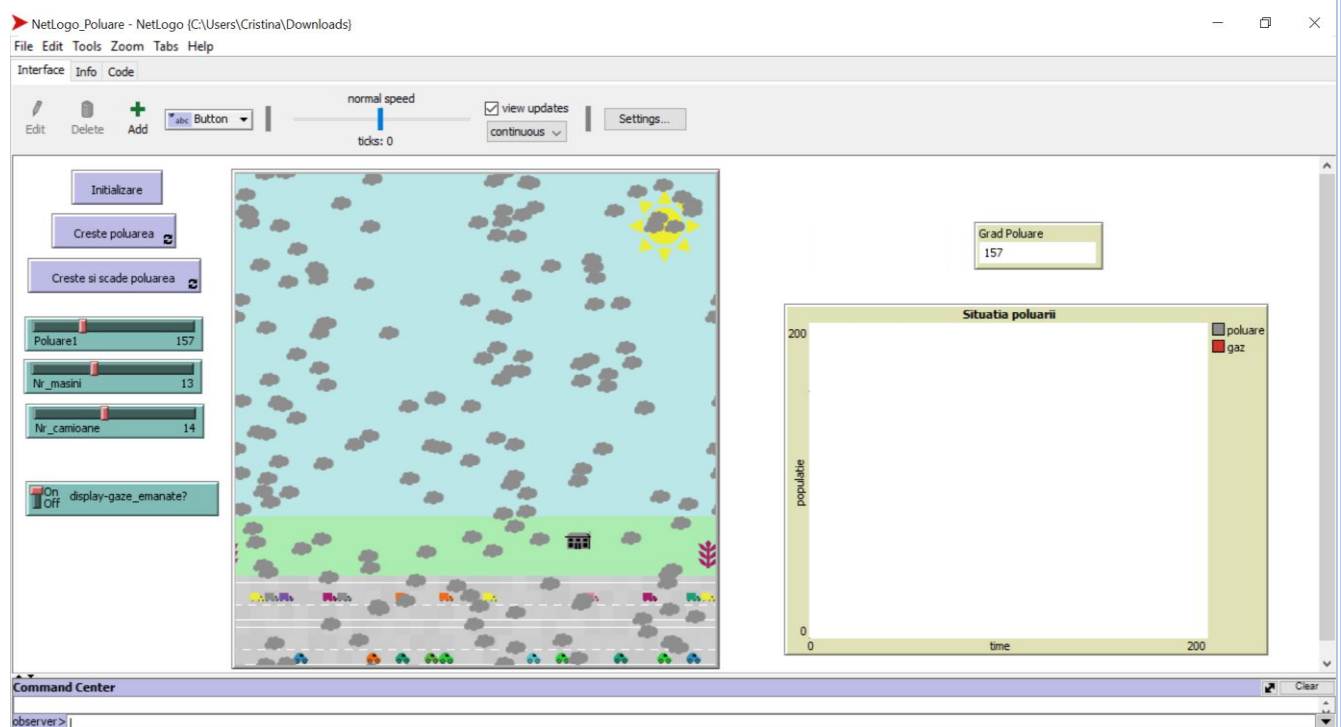 NetLogo_Poluare - NetLogo {C:\Users\Cristina\Downloads}
File Edit Tools Zoom Tabs Help
Interface Info Code
Edit Delete Add abc Button
normal speed
ticks: 0
view updates
continuous
Settings...
Initializare
Creste poluarea
Creste si scade poluarea
Poluare1 157
Nr_masini 13
Nr_camioane 14
On
Off
display-gaze_emanate?
Grad Poluare
157
Situatia poluarii
200
populatie
0
0 time 200
poluare
gaz
Command Center Clear
observer>